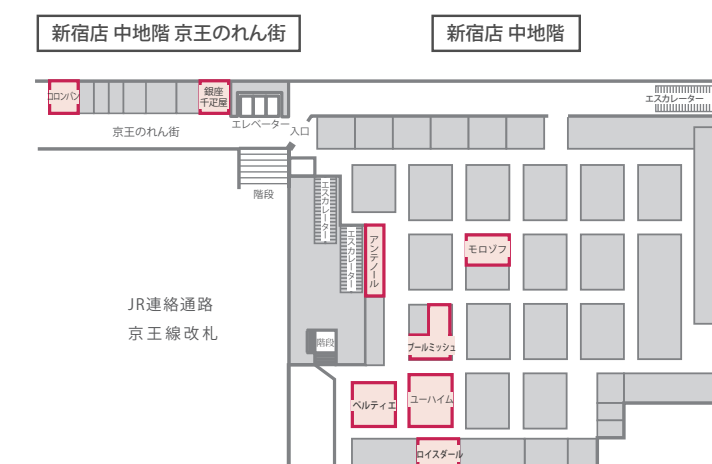 新宿店 中地階 京王のれん街
新宿店 中地階
コロンバン
銀座
千疋屋
エスカレーター
京王のれん街
エレベーター
入口
階段
エスカレーター
エスカレーター
アンテノール
モロゾフ
JR連絡通路
京王線改札
階段
ブールミッシュ
ベルティエ
ユーハイム
ロイスダール